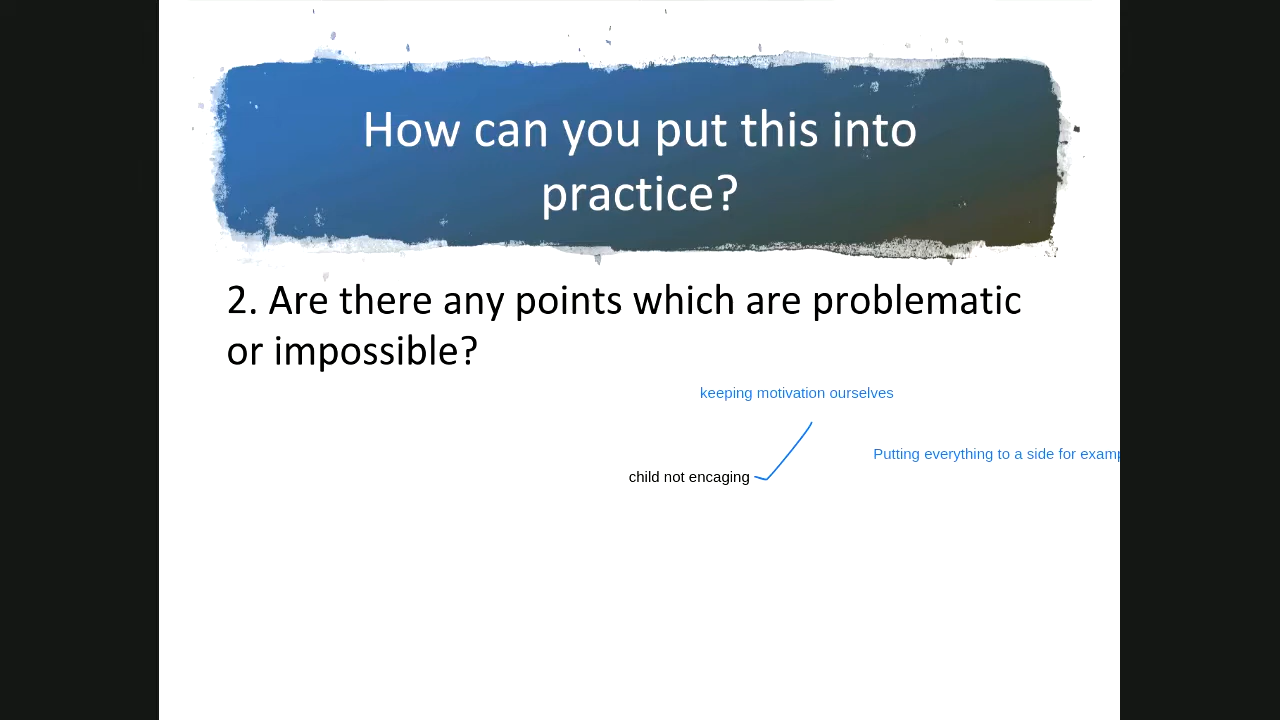 How can you put this into
practice?
2. Are there any points which are problematic
or impossible?
keeping motivation ourselves
Putting everything to a side for examp
child not encaging